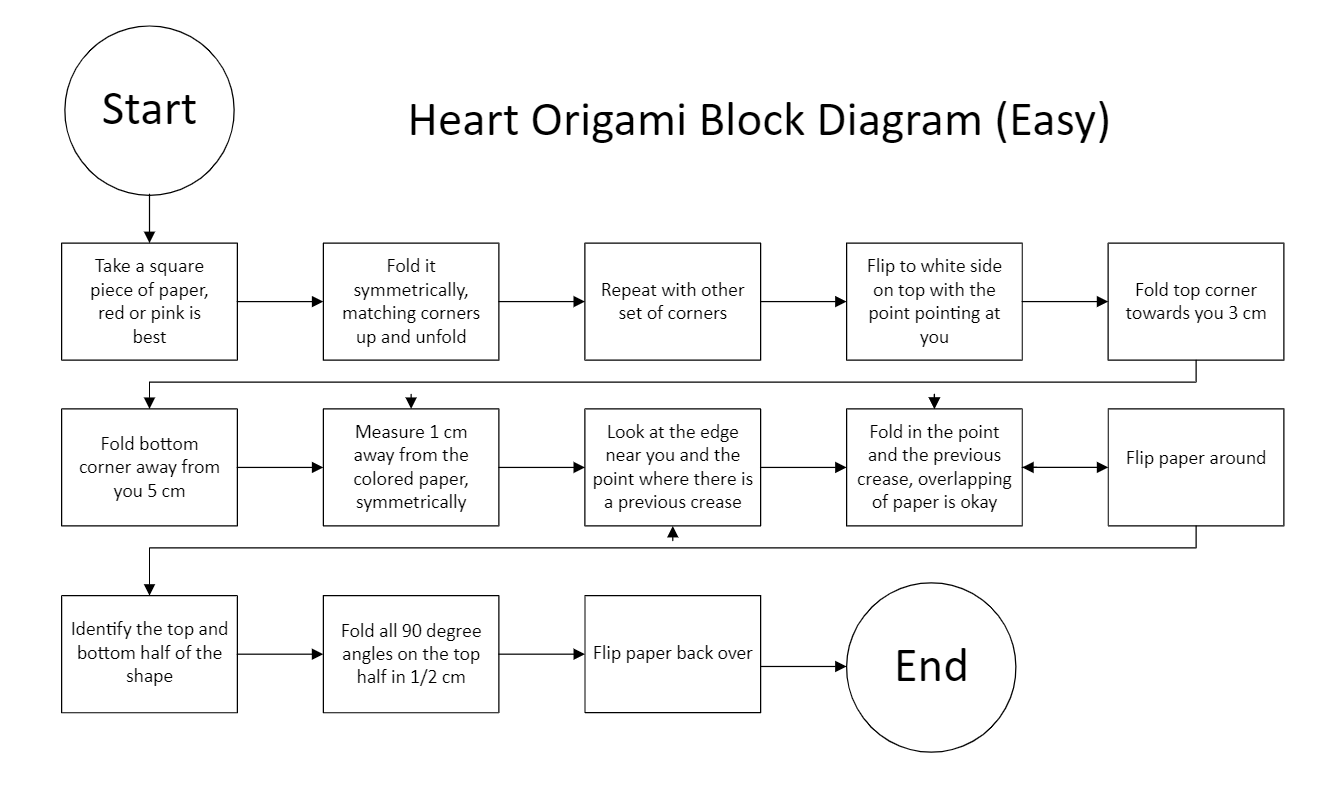 Start
Heart Origami Block Diagram (Easy)
Take a square
piece of paper,
red or pink is
best
Fold it
symmetrically,
matching corners
up and unfold
Repeat with other
set of corners
Flip to white side
on top with the
point pointing at
you
Fold top corner
towards you 3 cm
Fold bottom
corner away from
you 5 cm
Measure 1 cm
away from the
colored paper,
symmetrically
Look at the edge
near you and the
point where there is
a previous crease
Fold in the point
and the previous
crease, overlapping
of paper is okay
Flip paper around
Identify the top and
bottom half of the
shape
Fold all 90 degree
angles on the top
half in 1/2 cm
Flip paper back over
End